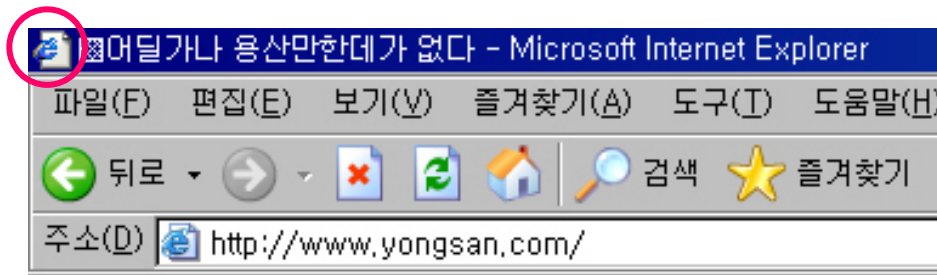 ▩어딜가나 용산만한데가 없다 - Microsoft Internet Explorer
파일(F) 편집(E) 보기(V) 즐겨찾기(A) 도구(T) 도움말(H)
뒤로 검색 즐겨찾기
주소(D) http://www.yongsan.com/